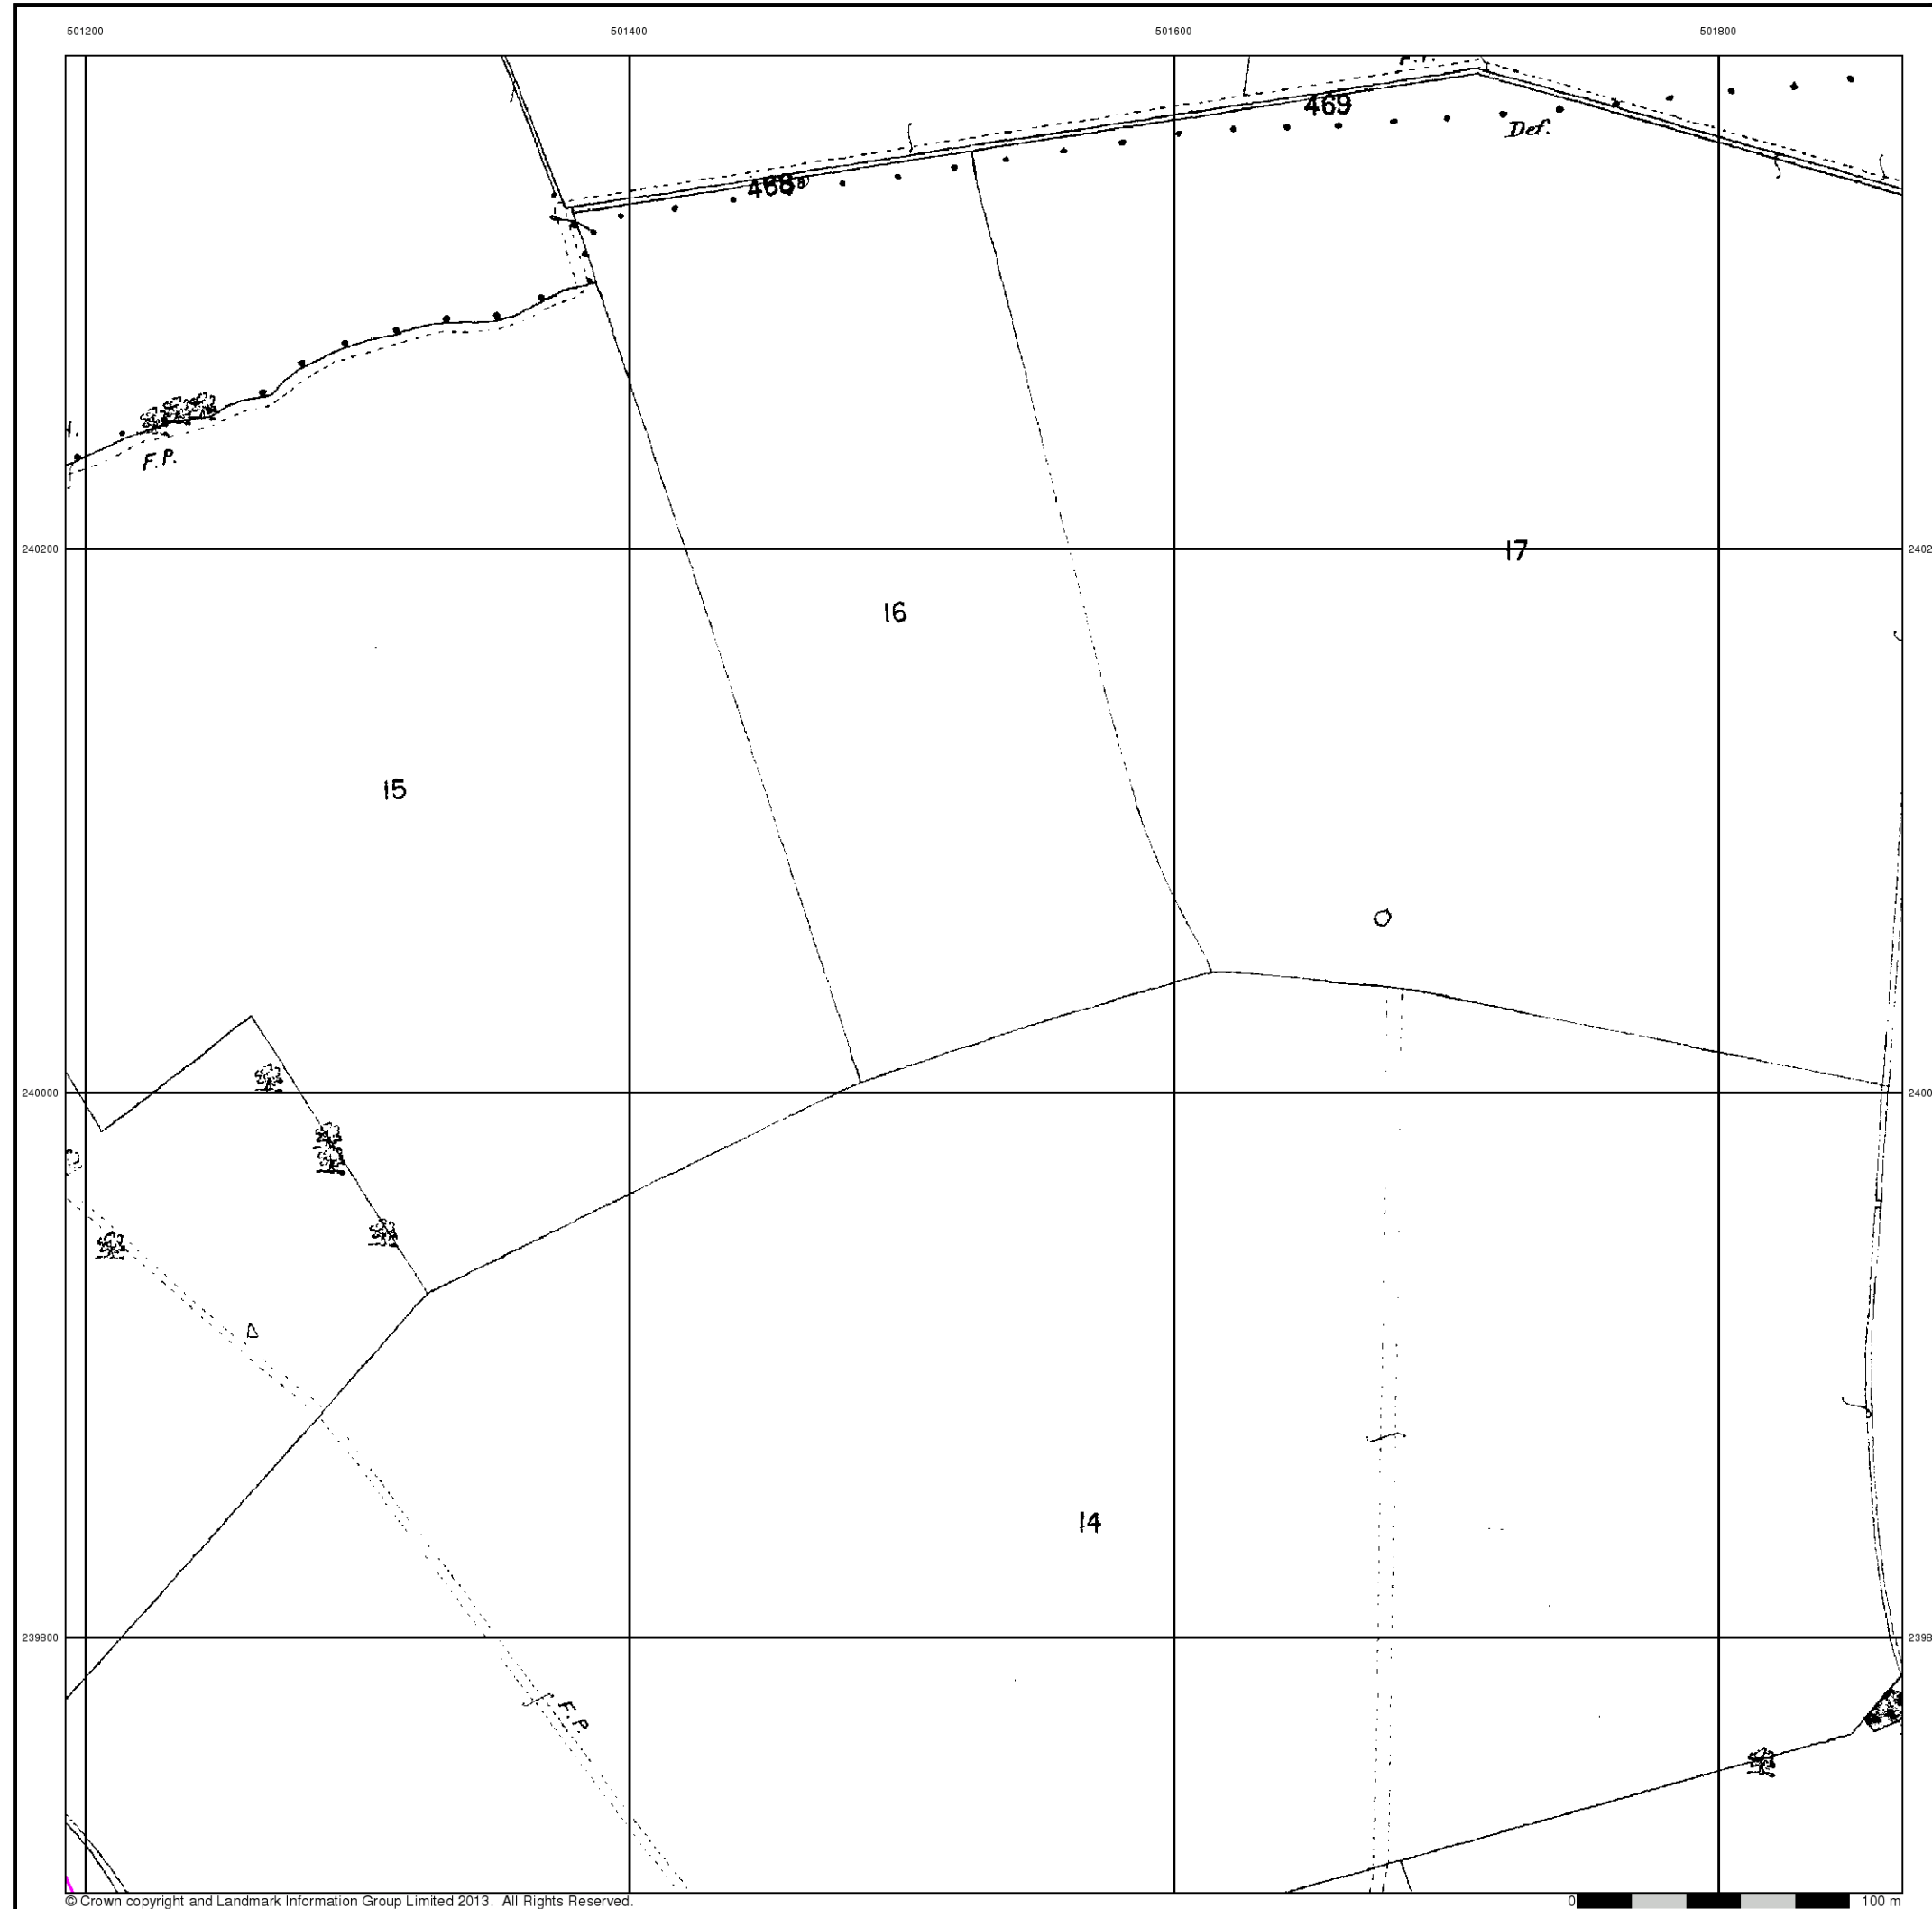 501200 501400 501600 501800
469
Def.
468
F.P.
240200
17
16
15
240000
14
239800
F.P.
© Crown copyright and Landmark Information Group Limited 2013. All Rights Reserved.
0 100 m